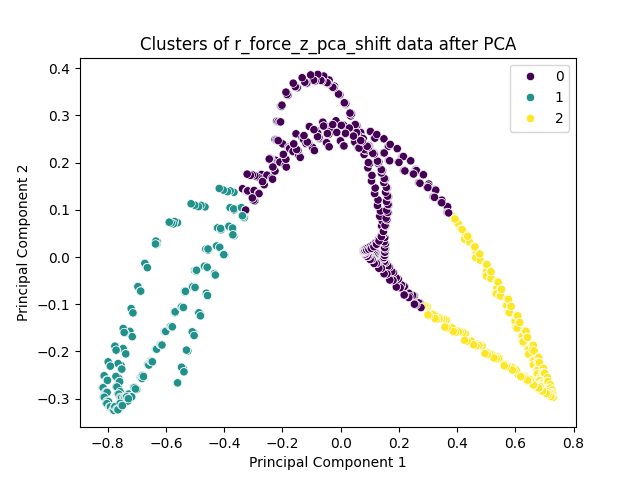 Clusters of r_force_z_pca_shift data after PCA
0
1
2
0.4
0.3
0.2
0.1
0.0
−0.1
−0.2
−0.3
Principal Component 2
−0.8 −0.6 −0.4 −0.2 0.0 0.2 0.4 0.6 0.8
Principal Component 1